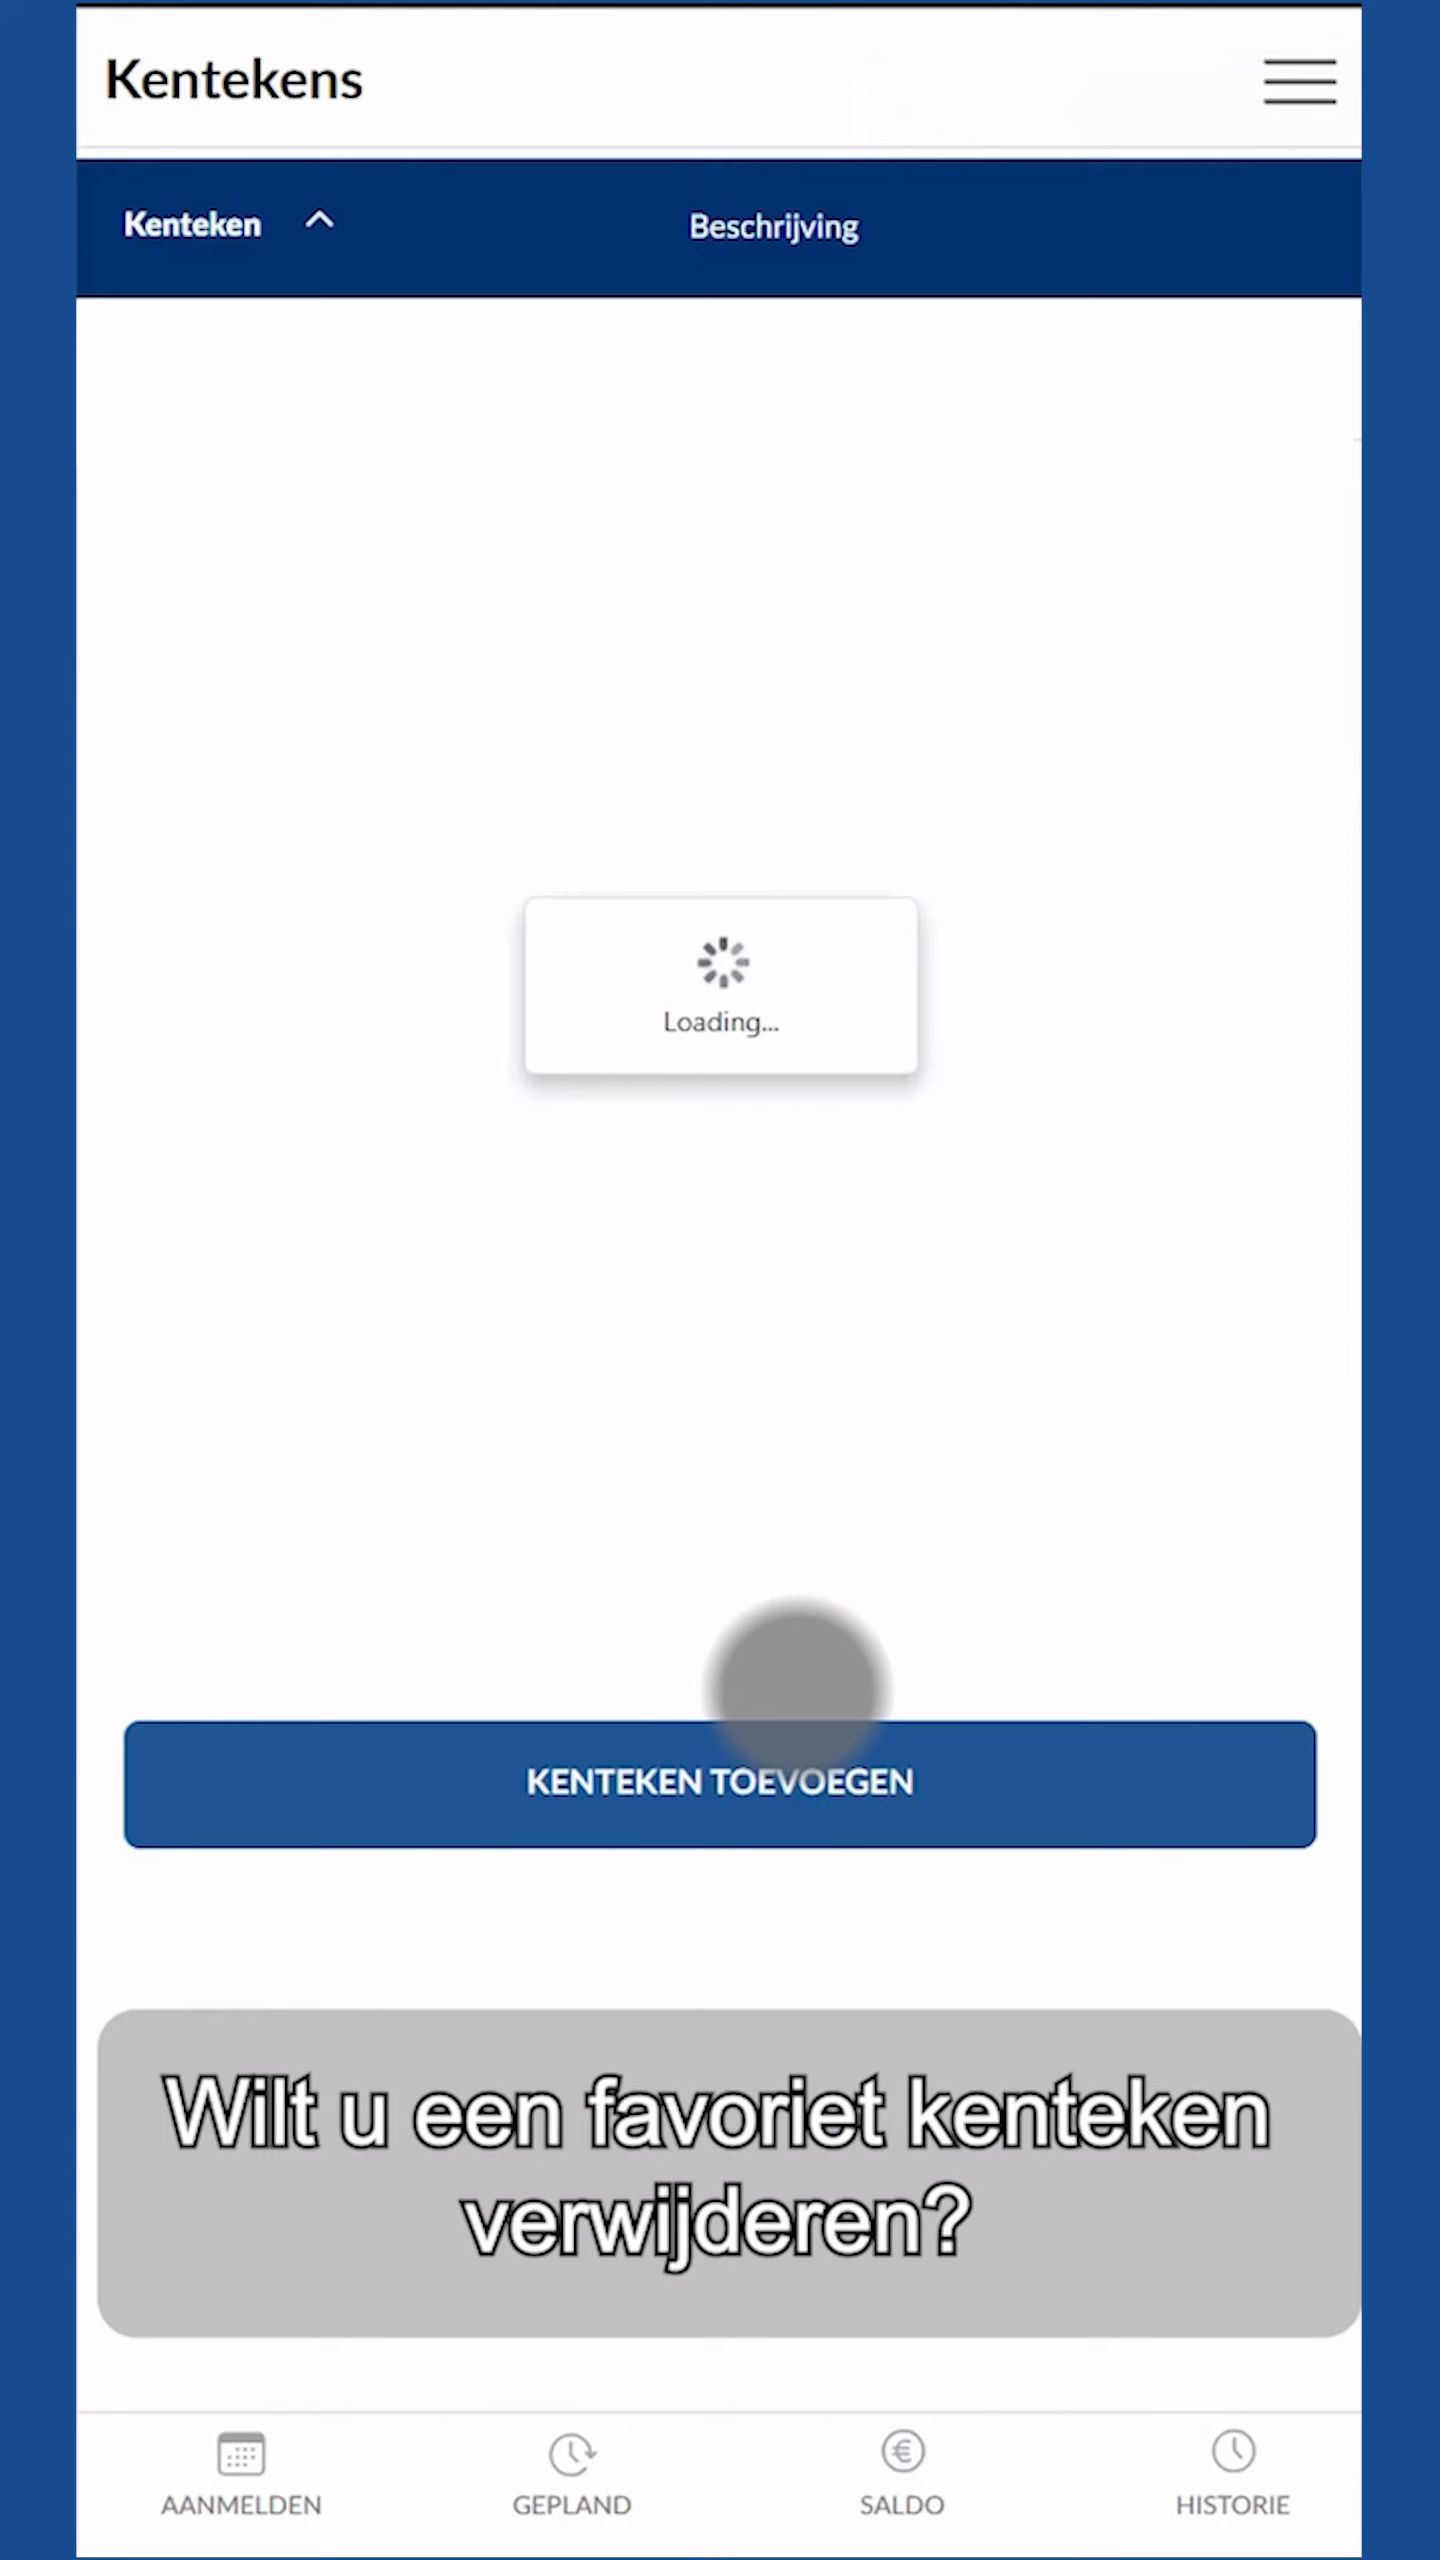 Kentekens
Kenteken Beschrijving
Loading...
KENTEKEN TOEVOEGEN
Wilt u een favoriet kenteken
verwijderen?
AANMELDEN GEPLAND SALDO HISTORIE